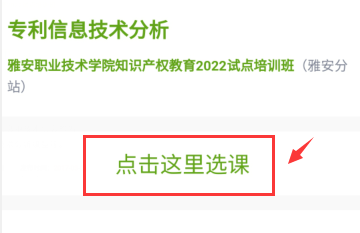 专利信息技术分析
雅安职业技术学院知识产权教育2022试点培训班（雅安分
站）
点击这里选课